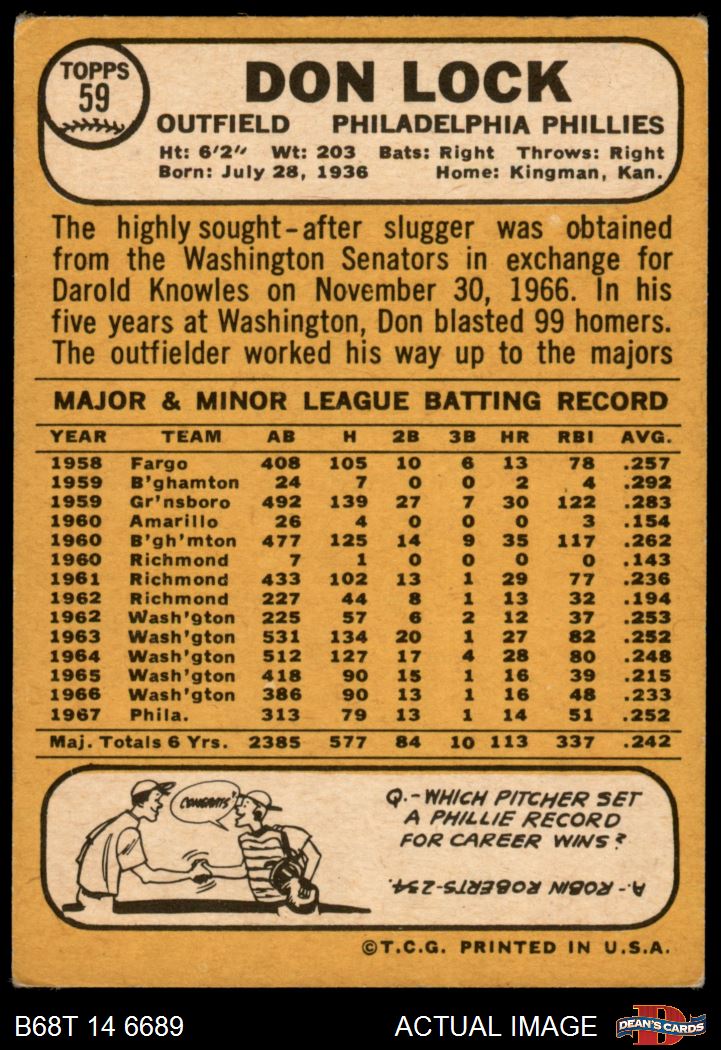 TOPPS
59
DON LOCK
OUTFIELD PHILADELPHIA PHILLIES
Ht: 6'2" Wt: 203 Bats: Right Throws: Right
Born: July 28, 1936 Home: Kingman, Kan.
The highly sought-after slugger was obtained
from the Washington Senators in exchange for
Darold Knowles on November 30, 1966. In his
five years at Washington, Don blasted 99 homers.
The outfielder worked his way up to the majors
MAJOR & MINOR LEAGUE BATTING RECORD
YEAR TEAM AB H 2B 3B HR RBI AVG.
1958 Fargo 408 105 10 6 13 78 .257
1959 B'ghamton 24 7 0 0 2 4 .292
1959 Gr'nsboro 492 139 27 7 30 122 .283
1960 Amarillo 26 4 0 0 0 3 .154
1960 B'gh'mton 477 125 14 9 35 117 .262
1960 Richmond 7 1 0 0 0 0 .143
1961 Richmond 433 102 13 1 29 77 .236
1962 Richmond 227 44 8 1 13 32 .194
1962 Wash'gton 225 57 6 2 12 37 .253
1963 Wash'gton 531 134 20 1 27 82 .252
1964 Wash'gton 512 127 17 4 28 80 .248
1965 Wash'gton 418 90 15 1 16 39 .215
1966 Wash'gton 386 90 13 1 16 48 .233
1967 Phila. 313 79 13 1 14 51 .252
Maj. Totals 6 Yrs. 2385 577 84 10 113 337 .242
CONGRATS!
Q.-WHICH PITCHER SET
A PHILLIE RECORD
FOR CAREER WINS?
A.- ROBIN ROBERTS-234.
©T.C.G. PRINTED IN U.S.A.
B68T 14 6689 ACTUAL IMAGE
D
DEAN'S CARDS